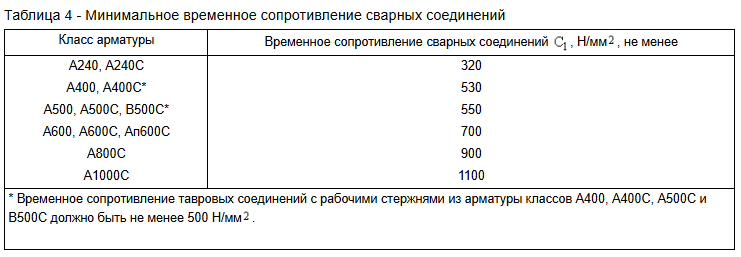 Таблица 4 - Минимальное временное сопротивление сварных соединений
Класс арматуры Временное сопротивление сварных соединений C₁, Н/мм², не менее
А240, А240С 320
А400, А400С* 530
А500, А500С, В500С* 550
А600, А600С, Ап600С 700
А800С 900
А1000С 1100
* Временное сопротивление тавровых соединений с рабочими стержнями из арматуры классов А400, А400С, А500С и
В500С должно быть не менее 500 Н/мм².